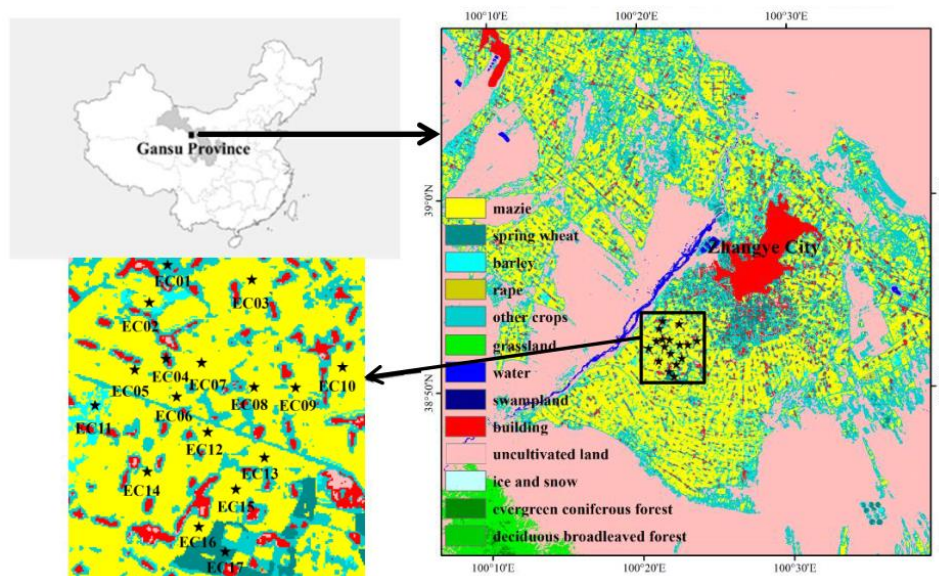 100°10'E
100°20'E
100°30'E
Gansu Province
39°0'N
38°50'N
mazie
spring wheat
barley
rape
other crops
grassland
water
swampland
building
uncultivated land
ice and snow
evergreen coniferous forest
deciduous broadleaved forest
Zhangye City
EC01
EC03
EC02
EC04
EC07
EC05
EC10
EC08
EC09
EC06
EC11
EC12
EC13
EC14
EC15
EC16
EC17
100°10'E
100°20'E
100°30'E